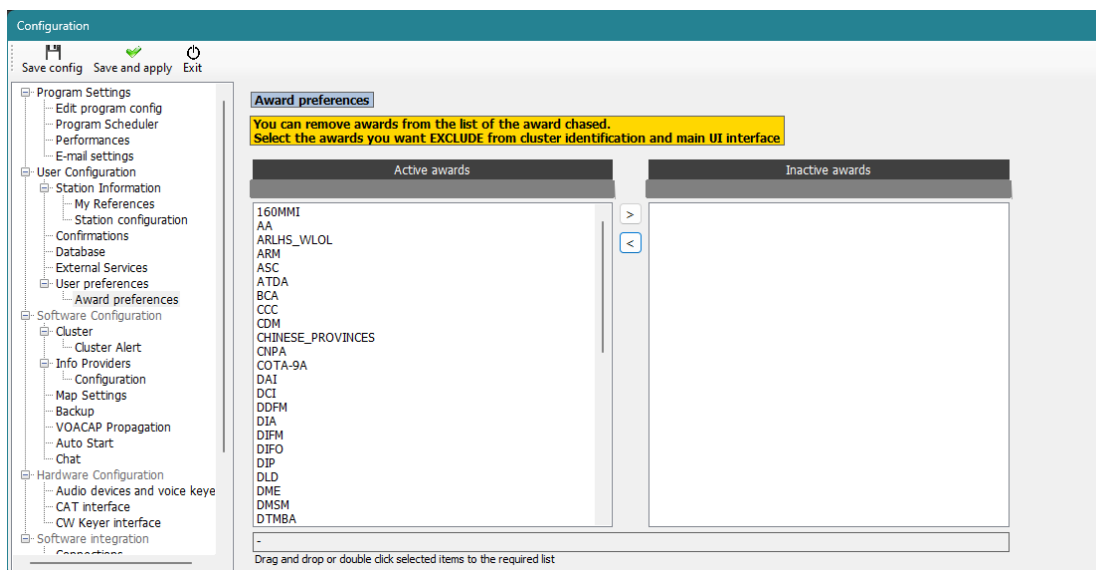 Configuration
Save config Save and apply Exit
Program Settings
Edit program config
Program Scheduler
Performances
E-mail settings
User Configuration
Station Information
My References
Station configuration
Confirmations
Database
External Services
User preferences
Award preferences
Software Configuration
Cluster
Cluster Alert
Info Providers
Configuration
Map Settings
Backup
VOACAP Propagation
Auto Start
Chat
Hardware Configuration
Audio devices and voice keye
CAT interface
CW Keyer interface
Software integration
Connections
Award preferences
You can remove awards from the list of the award chased.
Select the awards you want EXCLUDE from cluster identification and main UI interface
Active awards
Inactive awards
160MMI
AA
ARLHS_WLOL
ARM
ASC
ATDA
BCA
CCC
CDM
CHINESE_PROVINCES
CNPA
COTA-9A
DAI
DCI
DDFM
DIA
DIFM
DIFO
DIP
DLD
DME
DMSM
DTMBA
>
<
-
Drag and drop or double click selected items to the required list